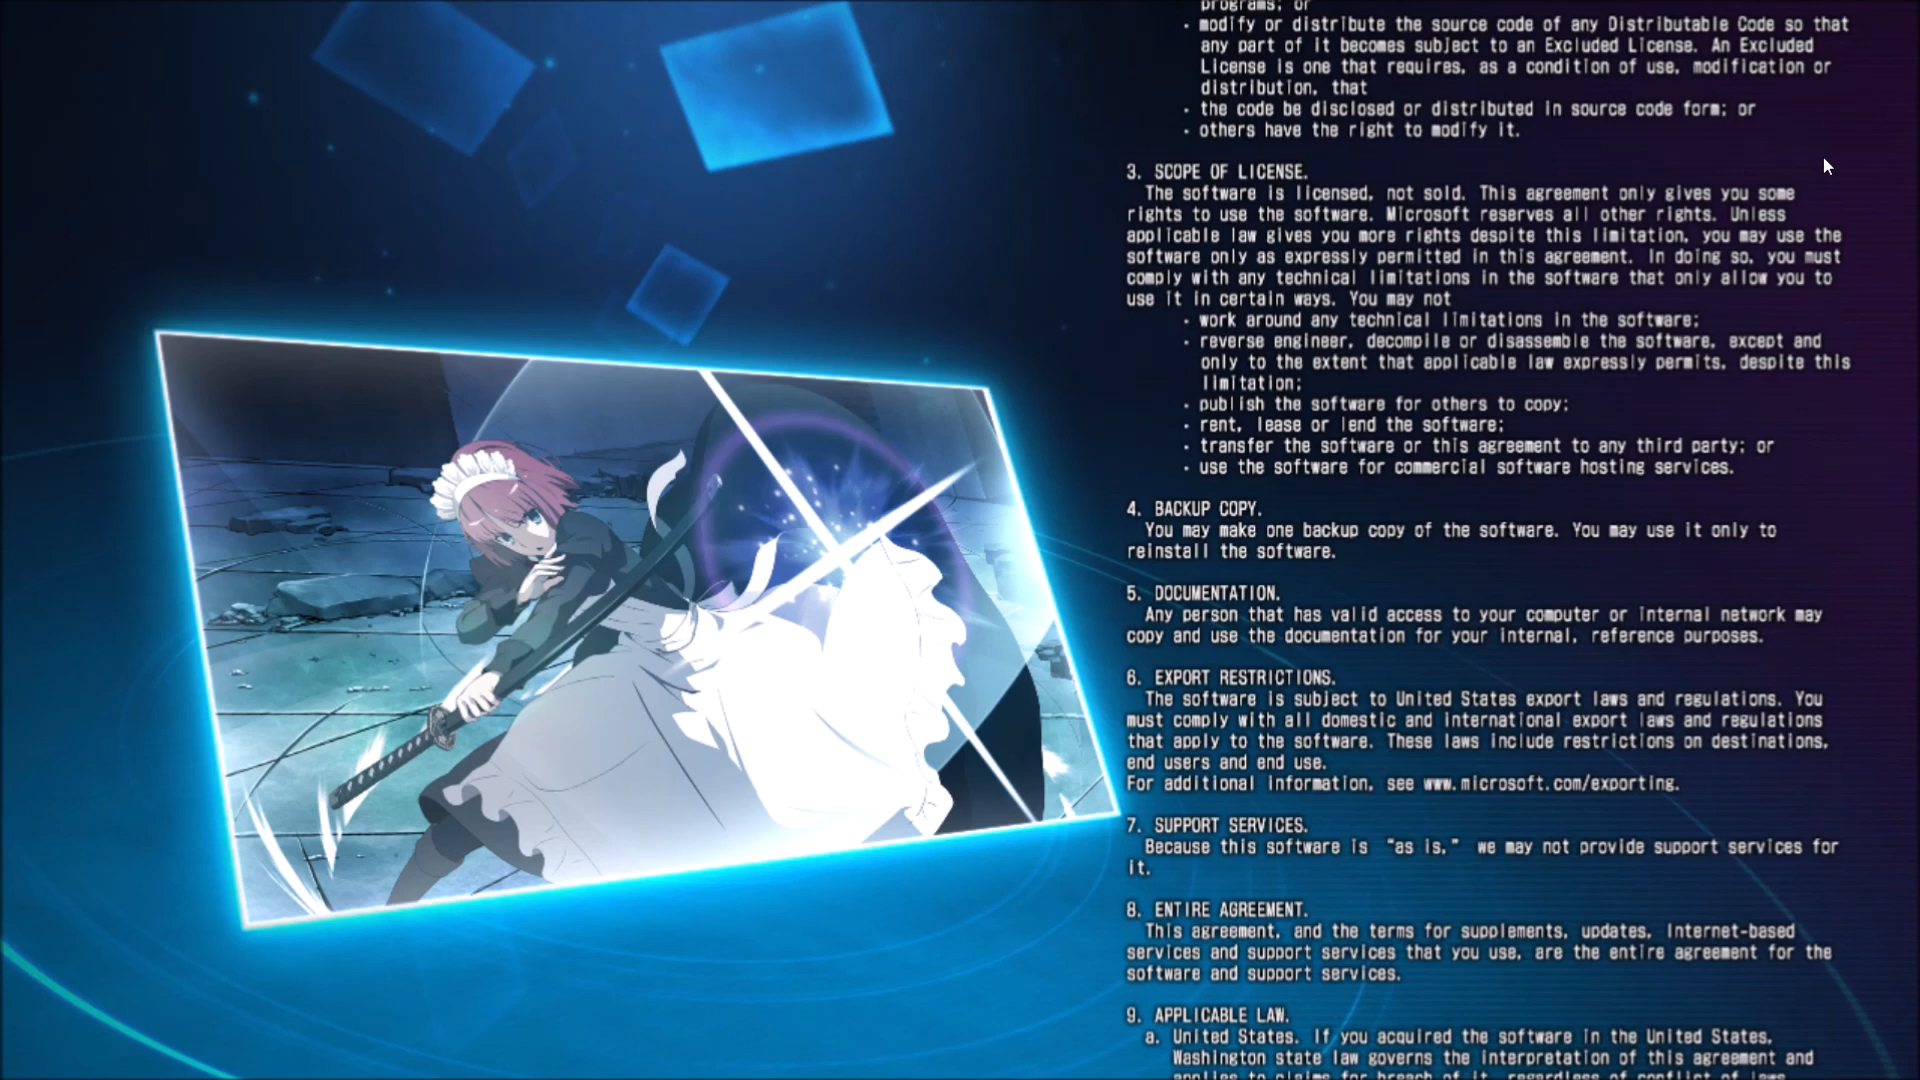 programs; or
· modify or distribute the source code of any Distributable Code so that
any part of it becomes subject to an Excluded License. An Excluded
License is one that requires, as a condition of use, modification or
distribution, that
· the code be disclosed or distributed in source code form; or
· others have the right to modify it.
3. SCOPE OF LICENSE.
The software is licensed, not sold. This agreement only gives you some
rights to use the software. Microsoft reserves all other rights. Unless
applicable law gives you more rights despite this limitation, you may use the
software only as expressly permitted in this agreement. In doing so, you must
comply with any technical limitations in the software that only allow you to
use it in certain ways. You may not
· work around any technical limitations in the software;
· reverse engineer, decompile or disassemble the software, except and
only to the extent that applicable law expressly permits, despite this
limitation;
· publish the software for others to copy;
· rent, lease or lend the software;
· transfer the software or this agreement to any third party; or
· use the software for commercial software hosting services.
4. BACKUP COPY.
You may make one backup copy of the software. You may use it only to
reinstall the software.
5. DOCUMENTATION.
Any person that has valid access to your computer or internal network may
copy and use the documentation for your internal, reference purposes.
6. EXPORT RESTRICTIONS.
The software is subject to United States export laws and regulations. You
must comply with all domestic and international export laws and regulations
that apply to the software. These laws include restrictions on destinations,
end users and end use.
For additional information, see www.microsoft.com/exporting.
7. SUPPORT SERVICES.
Because this software is “as is,” we may not provide support services for
it.
8. ENTIRE AGREEMENT.
This agreement, and the terms for supplements, updates, Internet-based
services and support services that you use, are the entire agreement for the
software and support services.
9. APPLICABLE LAW.
a. United States. If you acquired the software in the United States,
Washington state law governs the interpretation of this agreement and
applies to claims for breach of it, regardless of conflict of laws